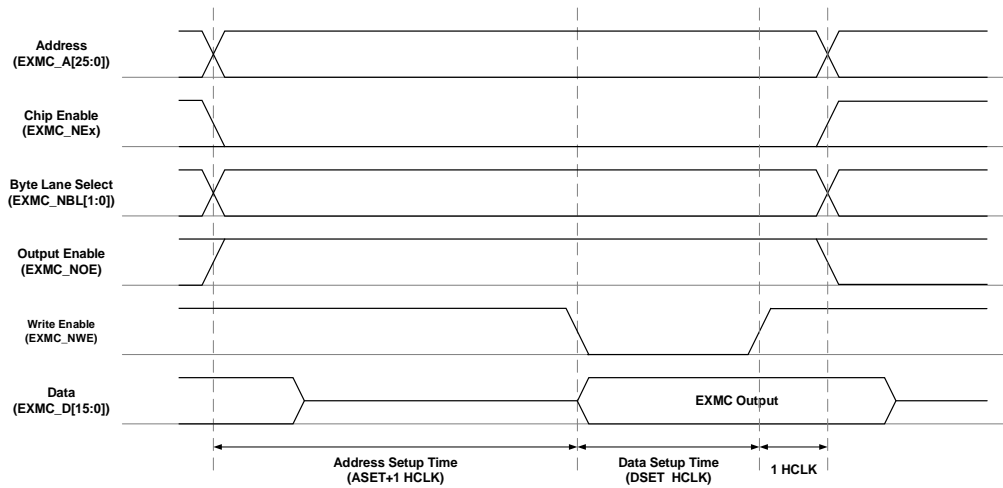 Address
(EXMC_A[25:0])
Chip Enable
(EXMC_NEx)
Byte Lane Select
(EXMC_NBL[1:0])
Output Enable
(EXMC_NOE)
Write Enable
(EXMC_NWE)
Data
(EXMC_D[15:0])
EXMC Output
Address Setup Time
(ASET+1 HCLK)
Data Setup Time
(DSET HCLK)
1 HCLK